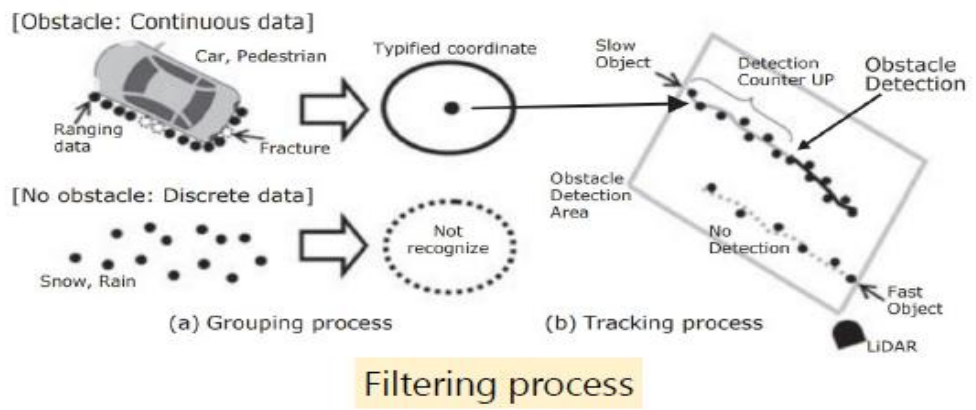 [Obstacle: Continuous data]
Car, Pedestrian
Ranging
data
Fracture
Typified coordinate
[No obstacle: Discrete data]
Snow, Rain
Not
recognize
(a) Grouping process
Slow
Object
Detection
Counter UP
Obstacle
Detection
Obstacle
Detection
Area
No
Detection
Fast
Object
LiDAR
(b) Tracking process
Filtering process